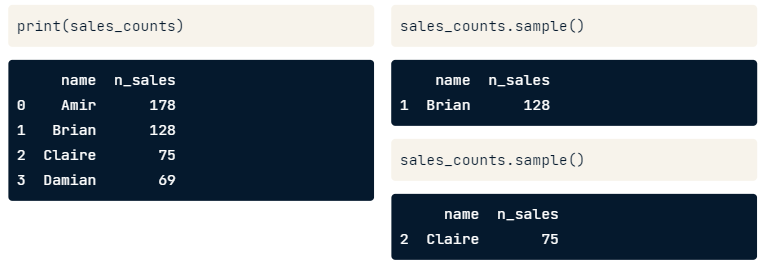 print(sales_counts)
name n_sales
0 Amir 178
1 Brian 128
2 Claire 75
3 Damian 69
sales_counts.sample()
name n_sales
1 Brian 128
sales_counts.sample()
name n_sales
2 Claire 75